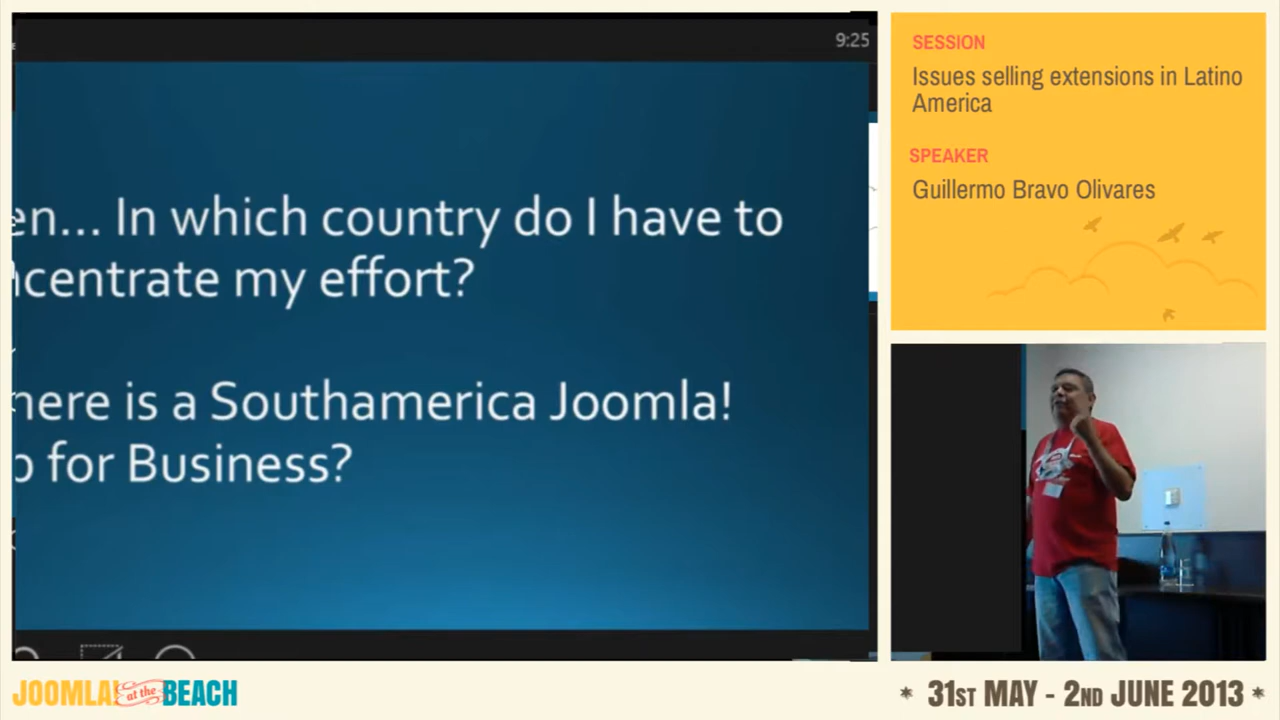 9:25
en... In which country do I have to
ncentrate my effort?
here is a Southamerica Joomla!
p for Business?
SESSION
Issues selling extensions in Latino
America
SPEAKER
Guillermo Bravo Olivares
JOOMLA! at the BEACH
* 31ST MAY - 2ND JUNE 2013 *